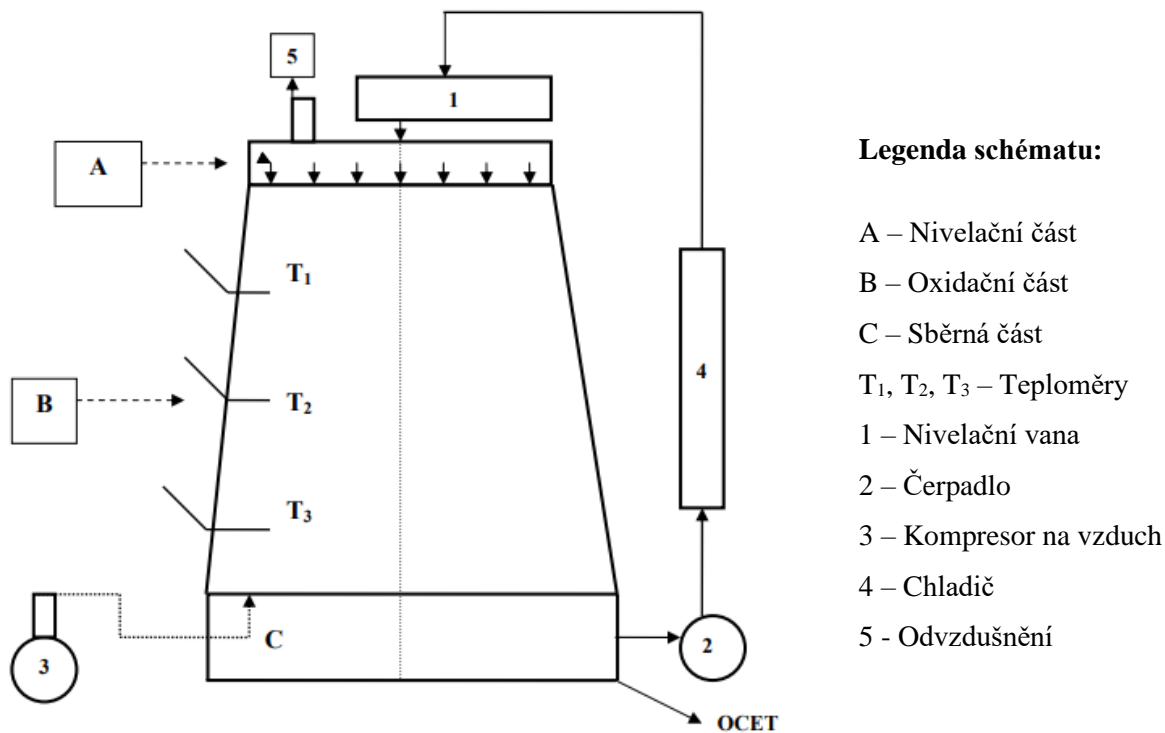 5
1
A
T1
B
T2
4
T3
3
C
2
OCET
Legenda schématu:
A – Nivelační část
B – Oxidační část
C – Sběrná část
T1, T2, T3 – Teploměry
1 – Nivelační vana
2 – Čerpadlo
3 – Kompresor na vzduch
4 – Chladič
5 - Odvzdušnění